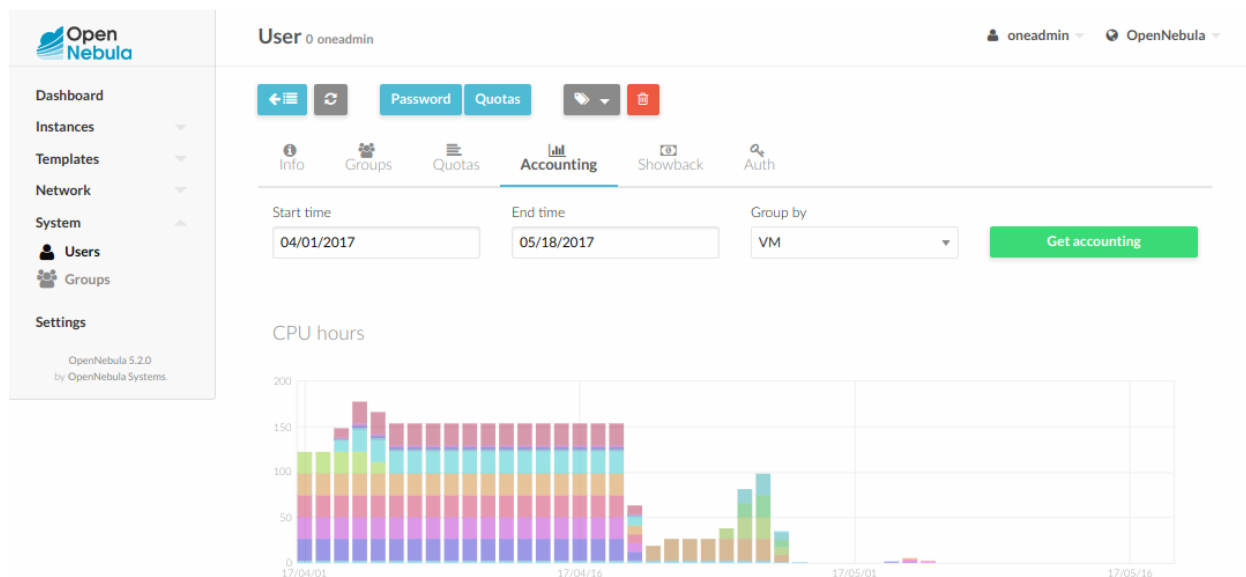 Open
Nebula
User 0 oneadmin
oneadmin
OpenNebula
Dashboard
Instances
Templates
Network
System
Users
Groups
Settings
OpenNebula 5.2.0
by OpenNebula Systems.
Password
Quotas
Info
Groups
Quotas
Accounting
Showback
Auth
Start time
End time
Group by
04/01/2017
05/18/2017
VM
Get accounting
CPU hours
200
150
100
50
0
17/04/01
17/04/16
17/05/01
17/05/16